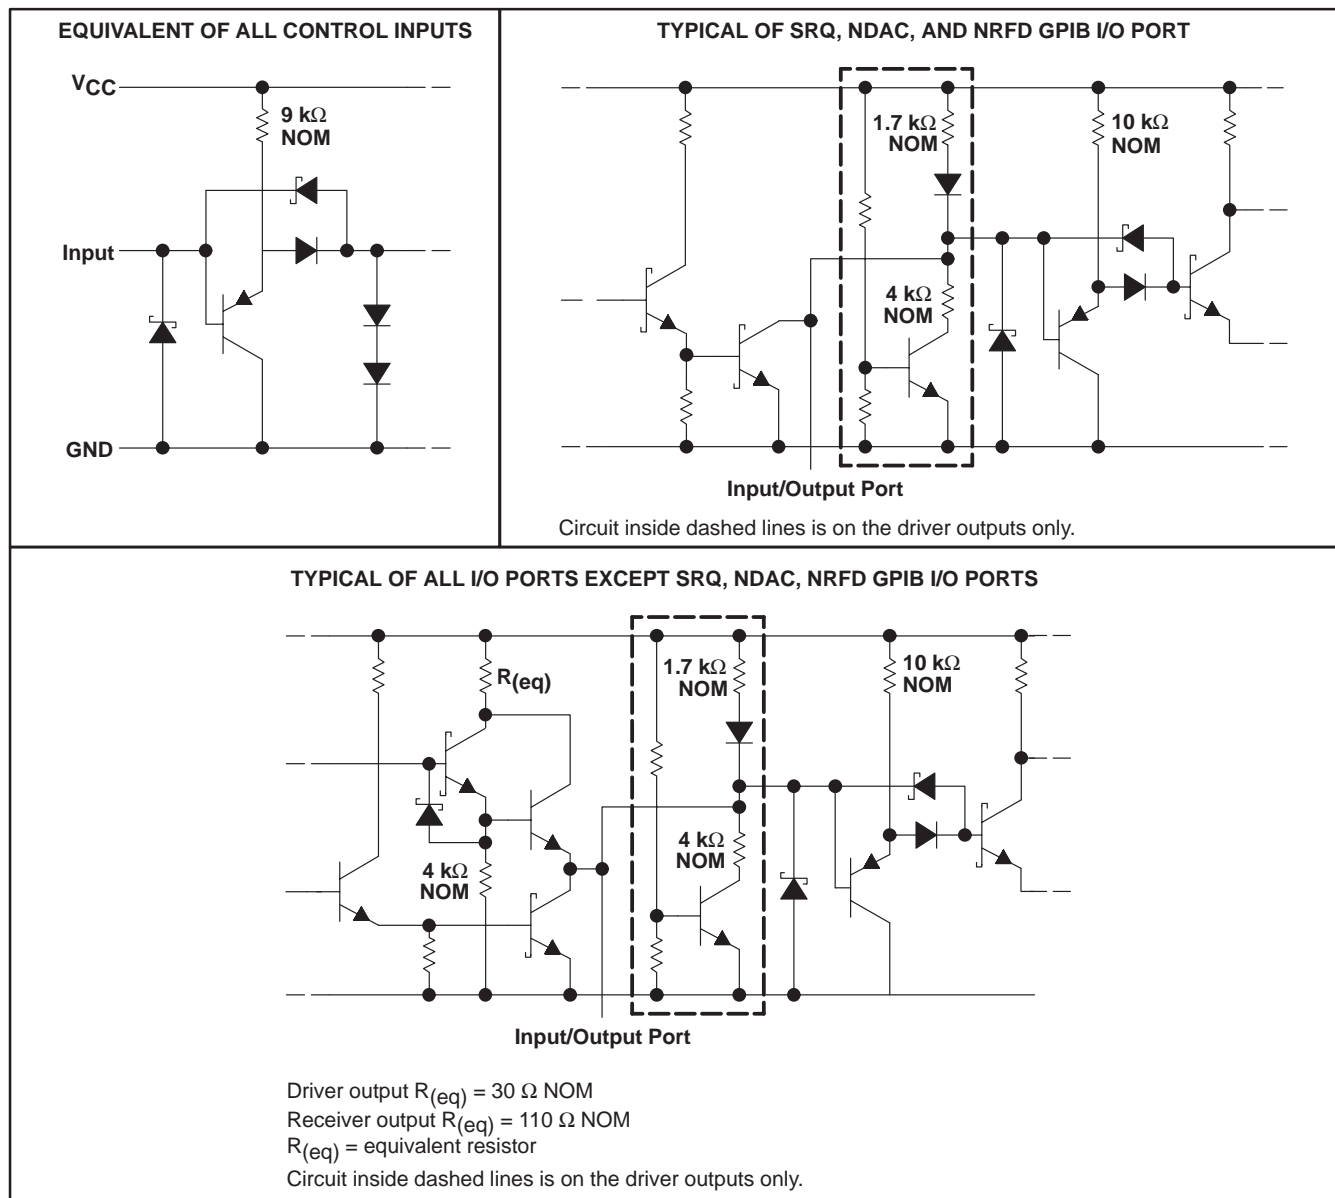 EQUIVALENT OF ALL CONTROL INPUTS
VCC
9 kΩ
NOM
Input
GND
TYPICAL OF SRQ, NDAC, AND NRFD GPIB I/O PORT
1.7 kΩ
NOM
10 kΩ
NOM
4 kΩ
NOM
Input/Output Port
Circuit inside dashed lines is on the driver outputs only.
TYPICAL OF ALL I/O PORTS EXCEPT SRQ, NDAC, NRFD GPIB I/O PORTS
R(eq)
1.7 kΩ
NOM
10 kΩ
NOM
4 kΩ
NOM
4 kΩ
NOM
Input/Output Port
Driver output R(eq) = 30 Ω NOM
Receiver output R(eq) = 110 Ω NOM
R(eq) = equivalent resistor
Circuit inside dashed lines is on the driver outputs only.